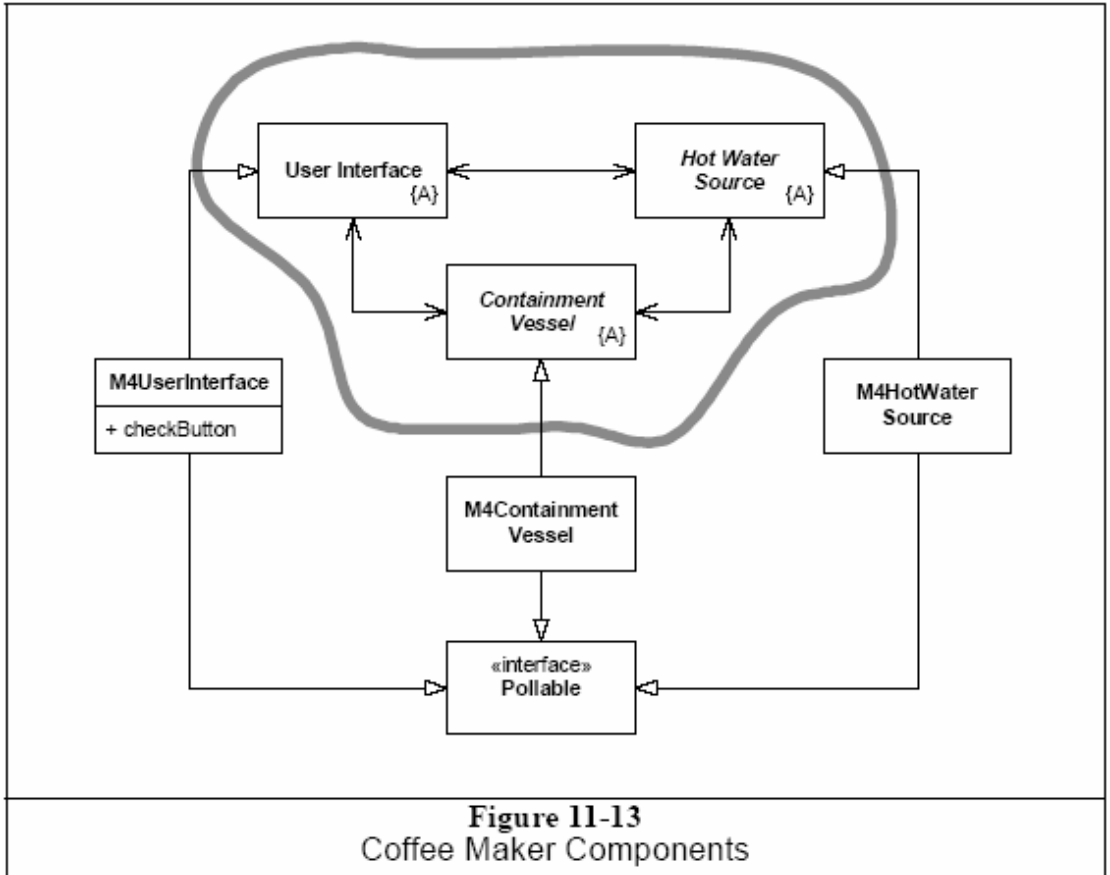 User Interface
{A}
Hot Water
Source
{A}
Containment
Vessel
{A}
M4UserInterface
+ checkButton
M4HotWater
Source
M4Containment
Vessel
«interface»
Pollable
Figure 11-13
Coffee Maker Components